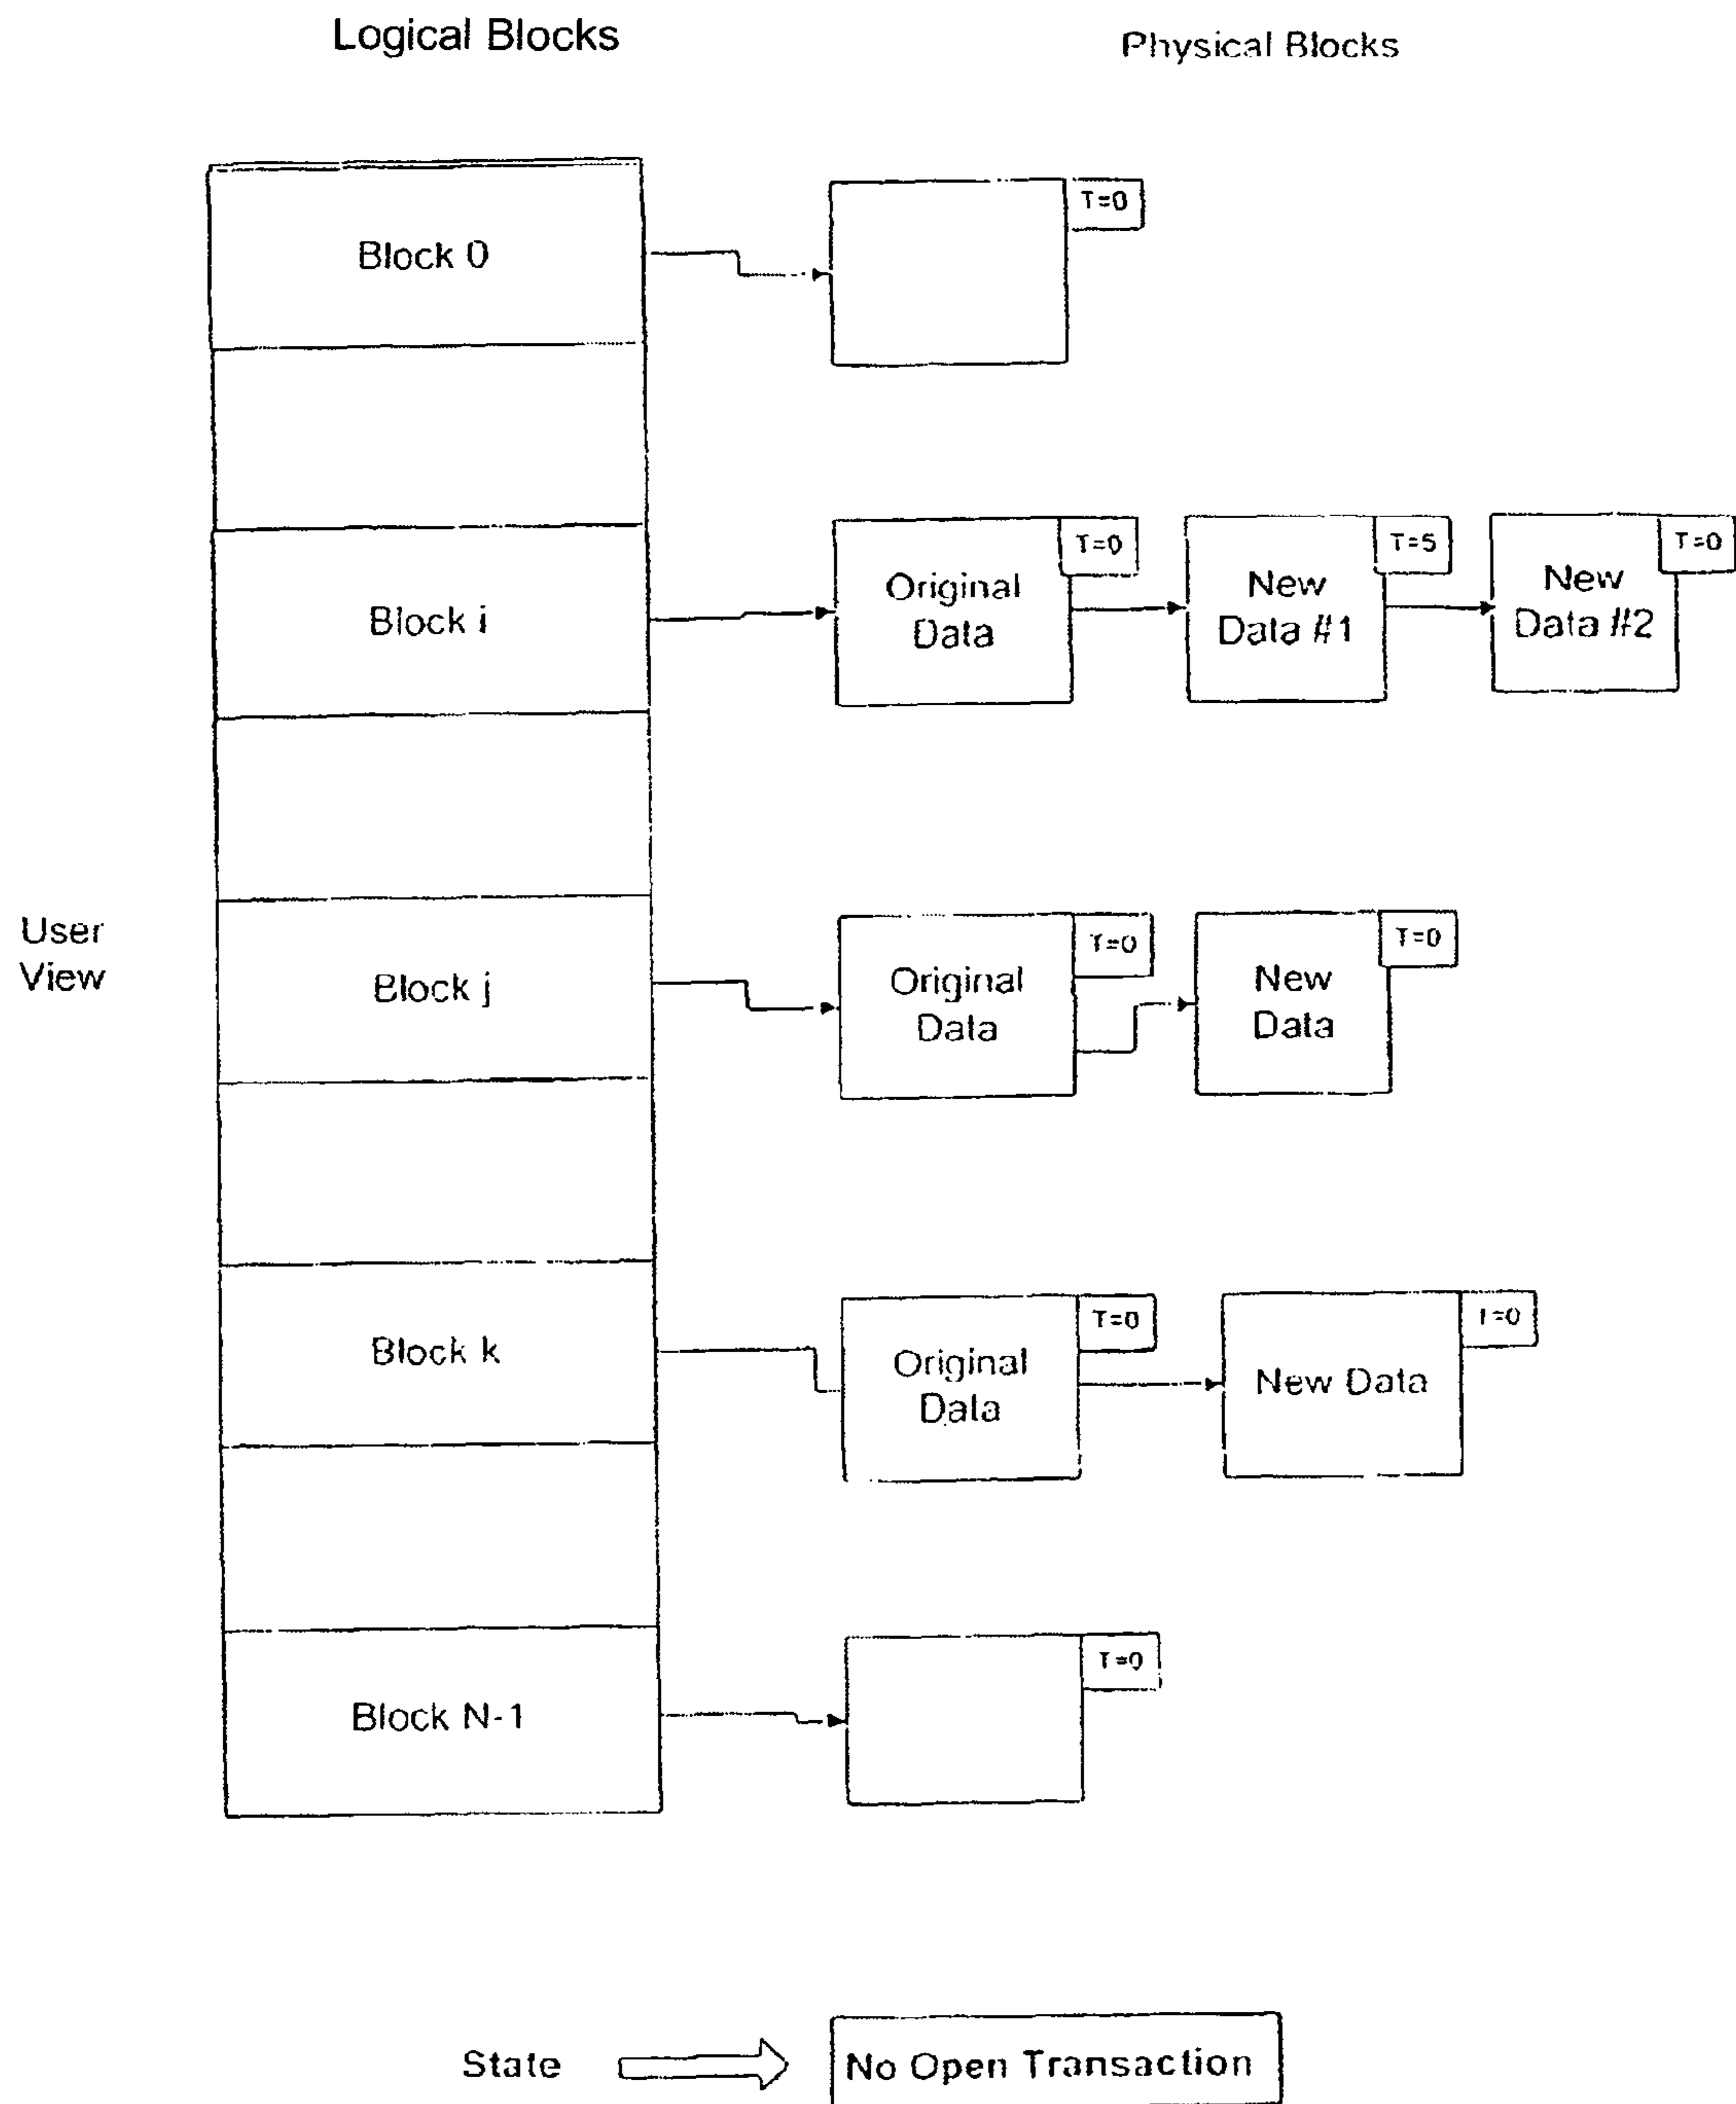 Logical Blocks
Physical Blocks
Block 0
T=0
Block i
Original
Data
T=0
New
Data #1
T=5
New
Data #2
T=0
User
View
Block j
Original
Data
T=0
New
Data
T=0
Block k
Original
Data
T=0
New Data
T=0
Block N-1
T=0
State
No Open Transaction